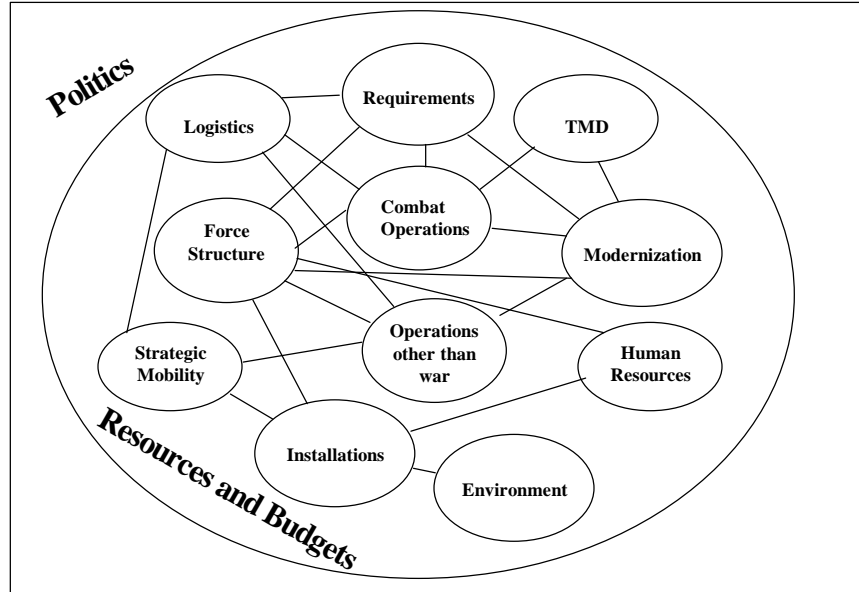 Politics
Requirements
Logistics
TMD
Combat
Operations
Force
Structure
Modernization
Operations
other than
war
Strategic
Mobility
Human
Resources
Resources and Budgets
Installations
Environment